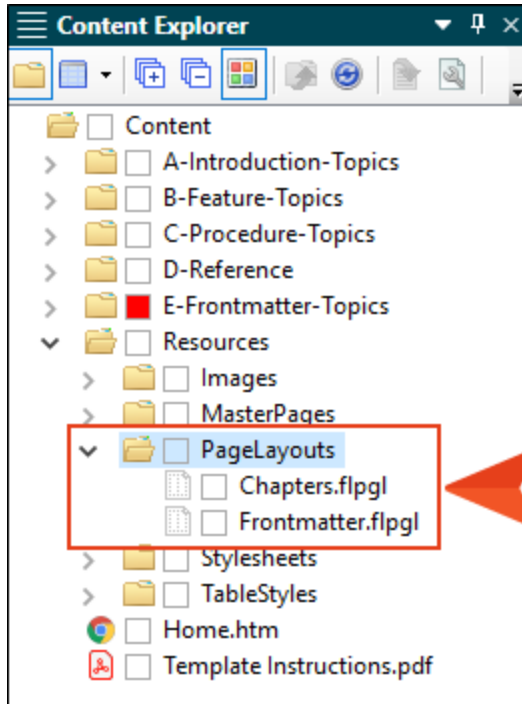 Content Explorer
Content
A-Introduction-Topics
B-Feature-Topics
C-Procedure-Topics
D-Reference
E-Frontmatter-Topics
Resources
Images
MasterPages
PageLayouts
Chapters.flpgl
Frontmatter.flpgl
Stylesheets
TableStyles
Home.htm
Template Instructions.pdf